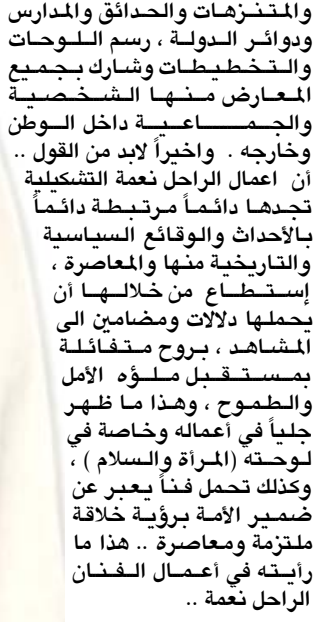 والمتنزهات والحدائق والمدارس
ودوائر الدولة ، رسم اللوحات
والتخطيطات وشارك بجميع
المعارض منها الشخصية
والجماعية داخل الوطن
وخارجه . واخيراً لابد من القول ..
أن اعمال الراحل نعمة التشكيلية
تجدها دائماً مرتبطة دائماً
بالأحداث والوقائع السياسية
والتاريخية منها والمعاصرة ،
إستطاع من خلالها أن
يحملها دلالات ومضامين الى
المشاهد ، بروح متفائلة
بمستقبل ملؤه الأمل
والطموح ، وهذا ما ظهر
جلياً في أعماله وخاصة في
لوحته (المرأة والسلام ) ،
وكذلك تحمل فناً يعبر عن
ضمير الأمة برؤية خلاقة
ملتزمة ومعاصرة .. هذا ما
رأيته في أعمال الفنان
الراحل نعمة ..